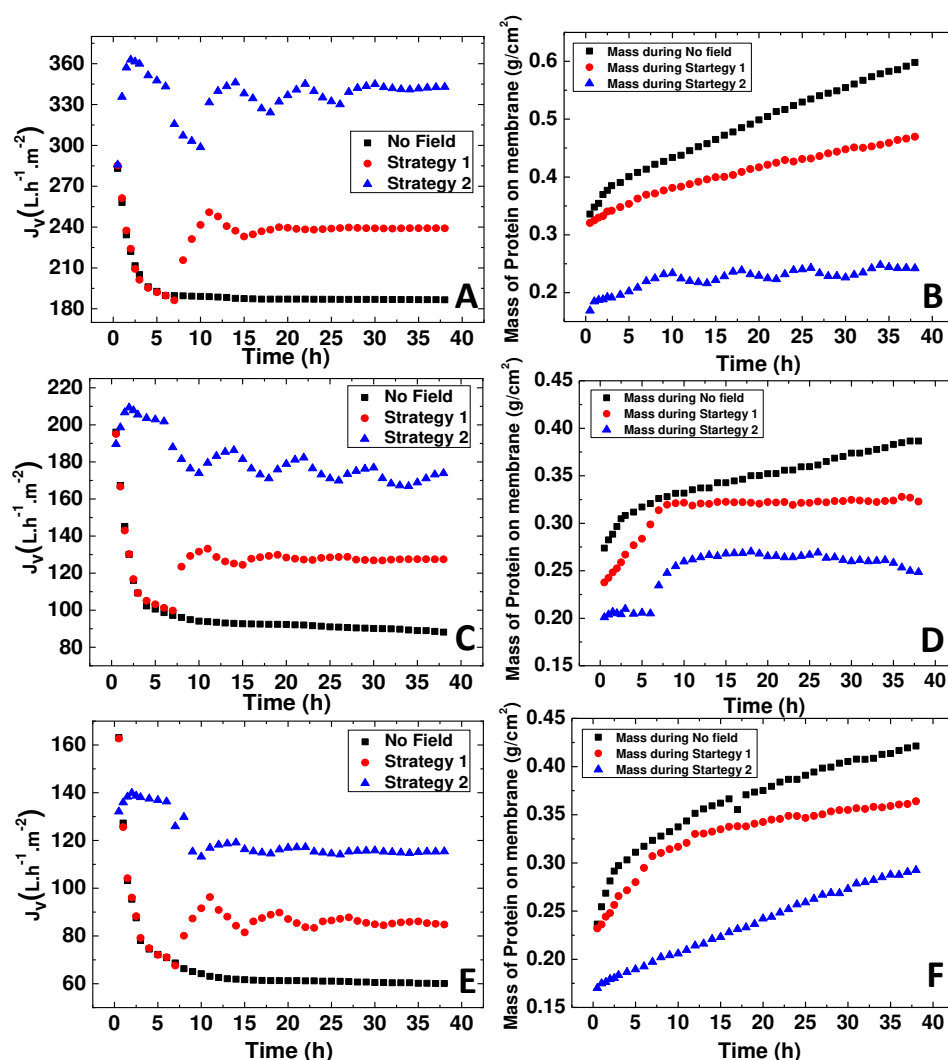 360
330
300
270
240
210
180
J_V(L.h⁻¹.m⁻²)
No Field
Strategy 1
Strategy 2
A
0 5 10 15 20 25 30 35 40
Time (h)
0.6
0.5
0.4
0.3
0.2
Mass of Protein on membrane (g/cm²)
Mass during No field
Mass during Startegy 1
Mass during Startegy 2
B
0 5 10 15 20 25 30 35 40
Time (h)
220
200
180
160
140
120
100
80
J_V(L.h⁻¹.m⁻²)
No Field
Strategy 1
Strategy 2
C
0 5 10 15 20 25 30 35 40
Time (h)
0.45
0.40
0.35
0.30
0.25
0.20
0.15
Mass of Protein on membrane (g/cm²)
Mass during No field
Mass during Startegy 1
Mass during Startegy 2
D
0 5 10 15 20 25 30 35 40
Time (h)
160
140
120
100
80
60
J_V(L.h⁻¹.m⁻²)
No Field
Strategy 1
Strategy 2
E
0 5 10 15 20 25 30 35 40
Time (h)
0.45
0.40
0.35
0.30
0.25
0.20
0.15
Mass of Protein on membrane (g/cm²)
Mass during No field
Mass during Startegy 1
Mass during Startegy 2
F
0 5 10 15 20 25 30 35 40
Time (h)